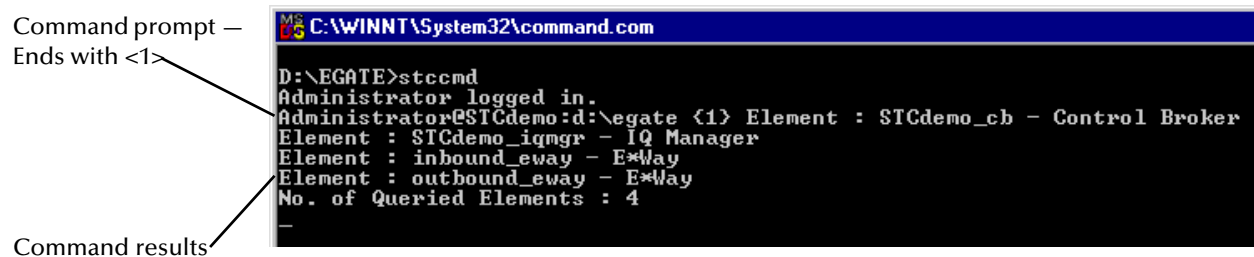 Command prompt —
Ends with <1>
MS DOS C:\WINNT\System32\command.com
D:\EGATE>stccmd
Administrator logged in.
Administrator@STCdemo:d:\egate {1} Element : STCdemo_cb - Control Broker
Element : STCdemo_iqmgr - IQ Manager
Element : inbound_eway - E*Way
Element : outbound_eway - E*Way
No. of Queried Elements : 4
_
Command results